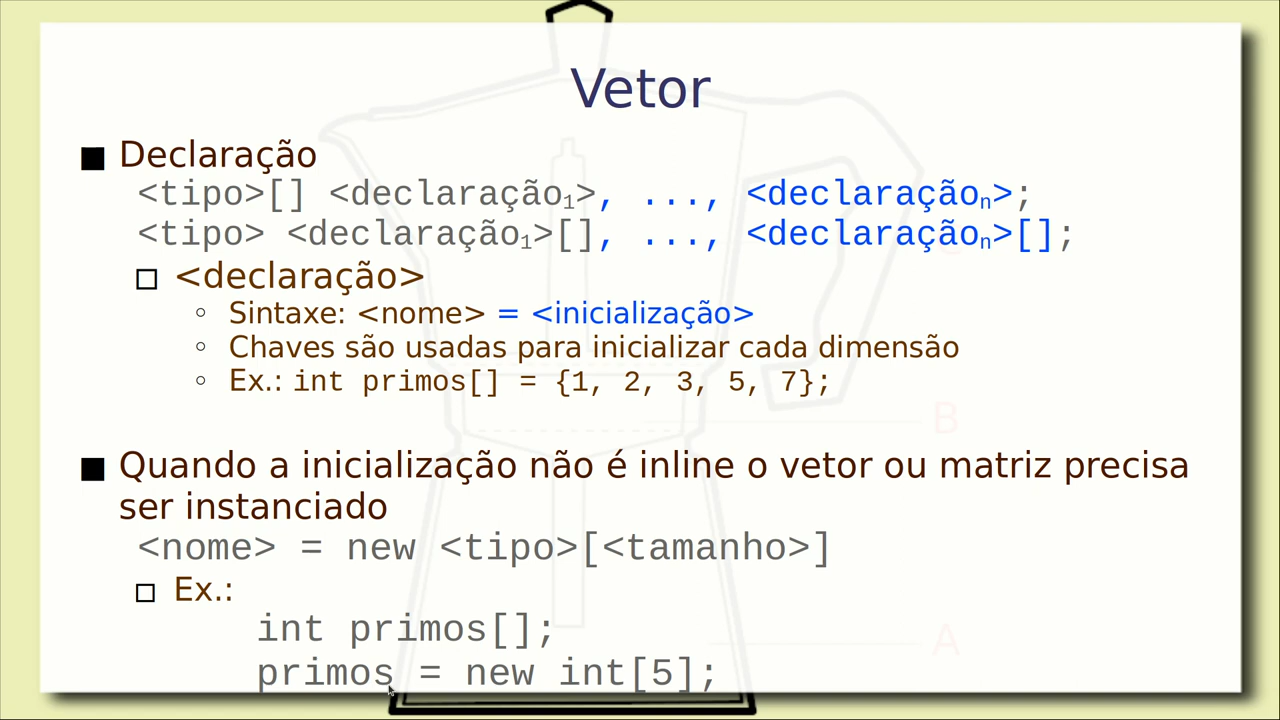 Vetor
Declaração
<tipo>[] <declaração₁>, ..., <declaraçãoₙ>;
<tipo> <declaração₁>[], ..., <declaraçãoₙ>[];
<declaração>
Sintaxe: <nome> = <inicialização>
Chaves são usadas para inicializar cada dimensão
Ex.: int primos[] = {1, 2, 3, 5, 7};
B
Quando a inicialização não é inline o vetor ou matriz precisa
ser instanciado
<nome> = new <tipo>[<tamanho>]
Ex.:
int primos[];
A
primos = new int[5];